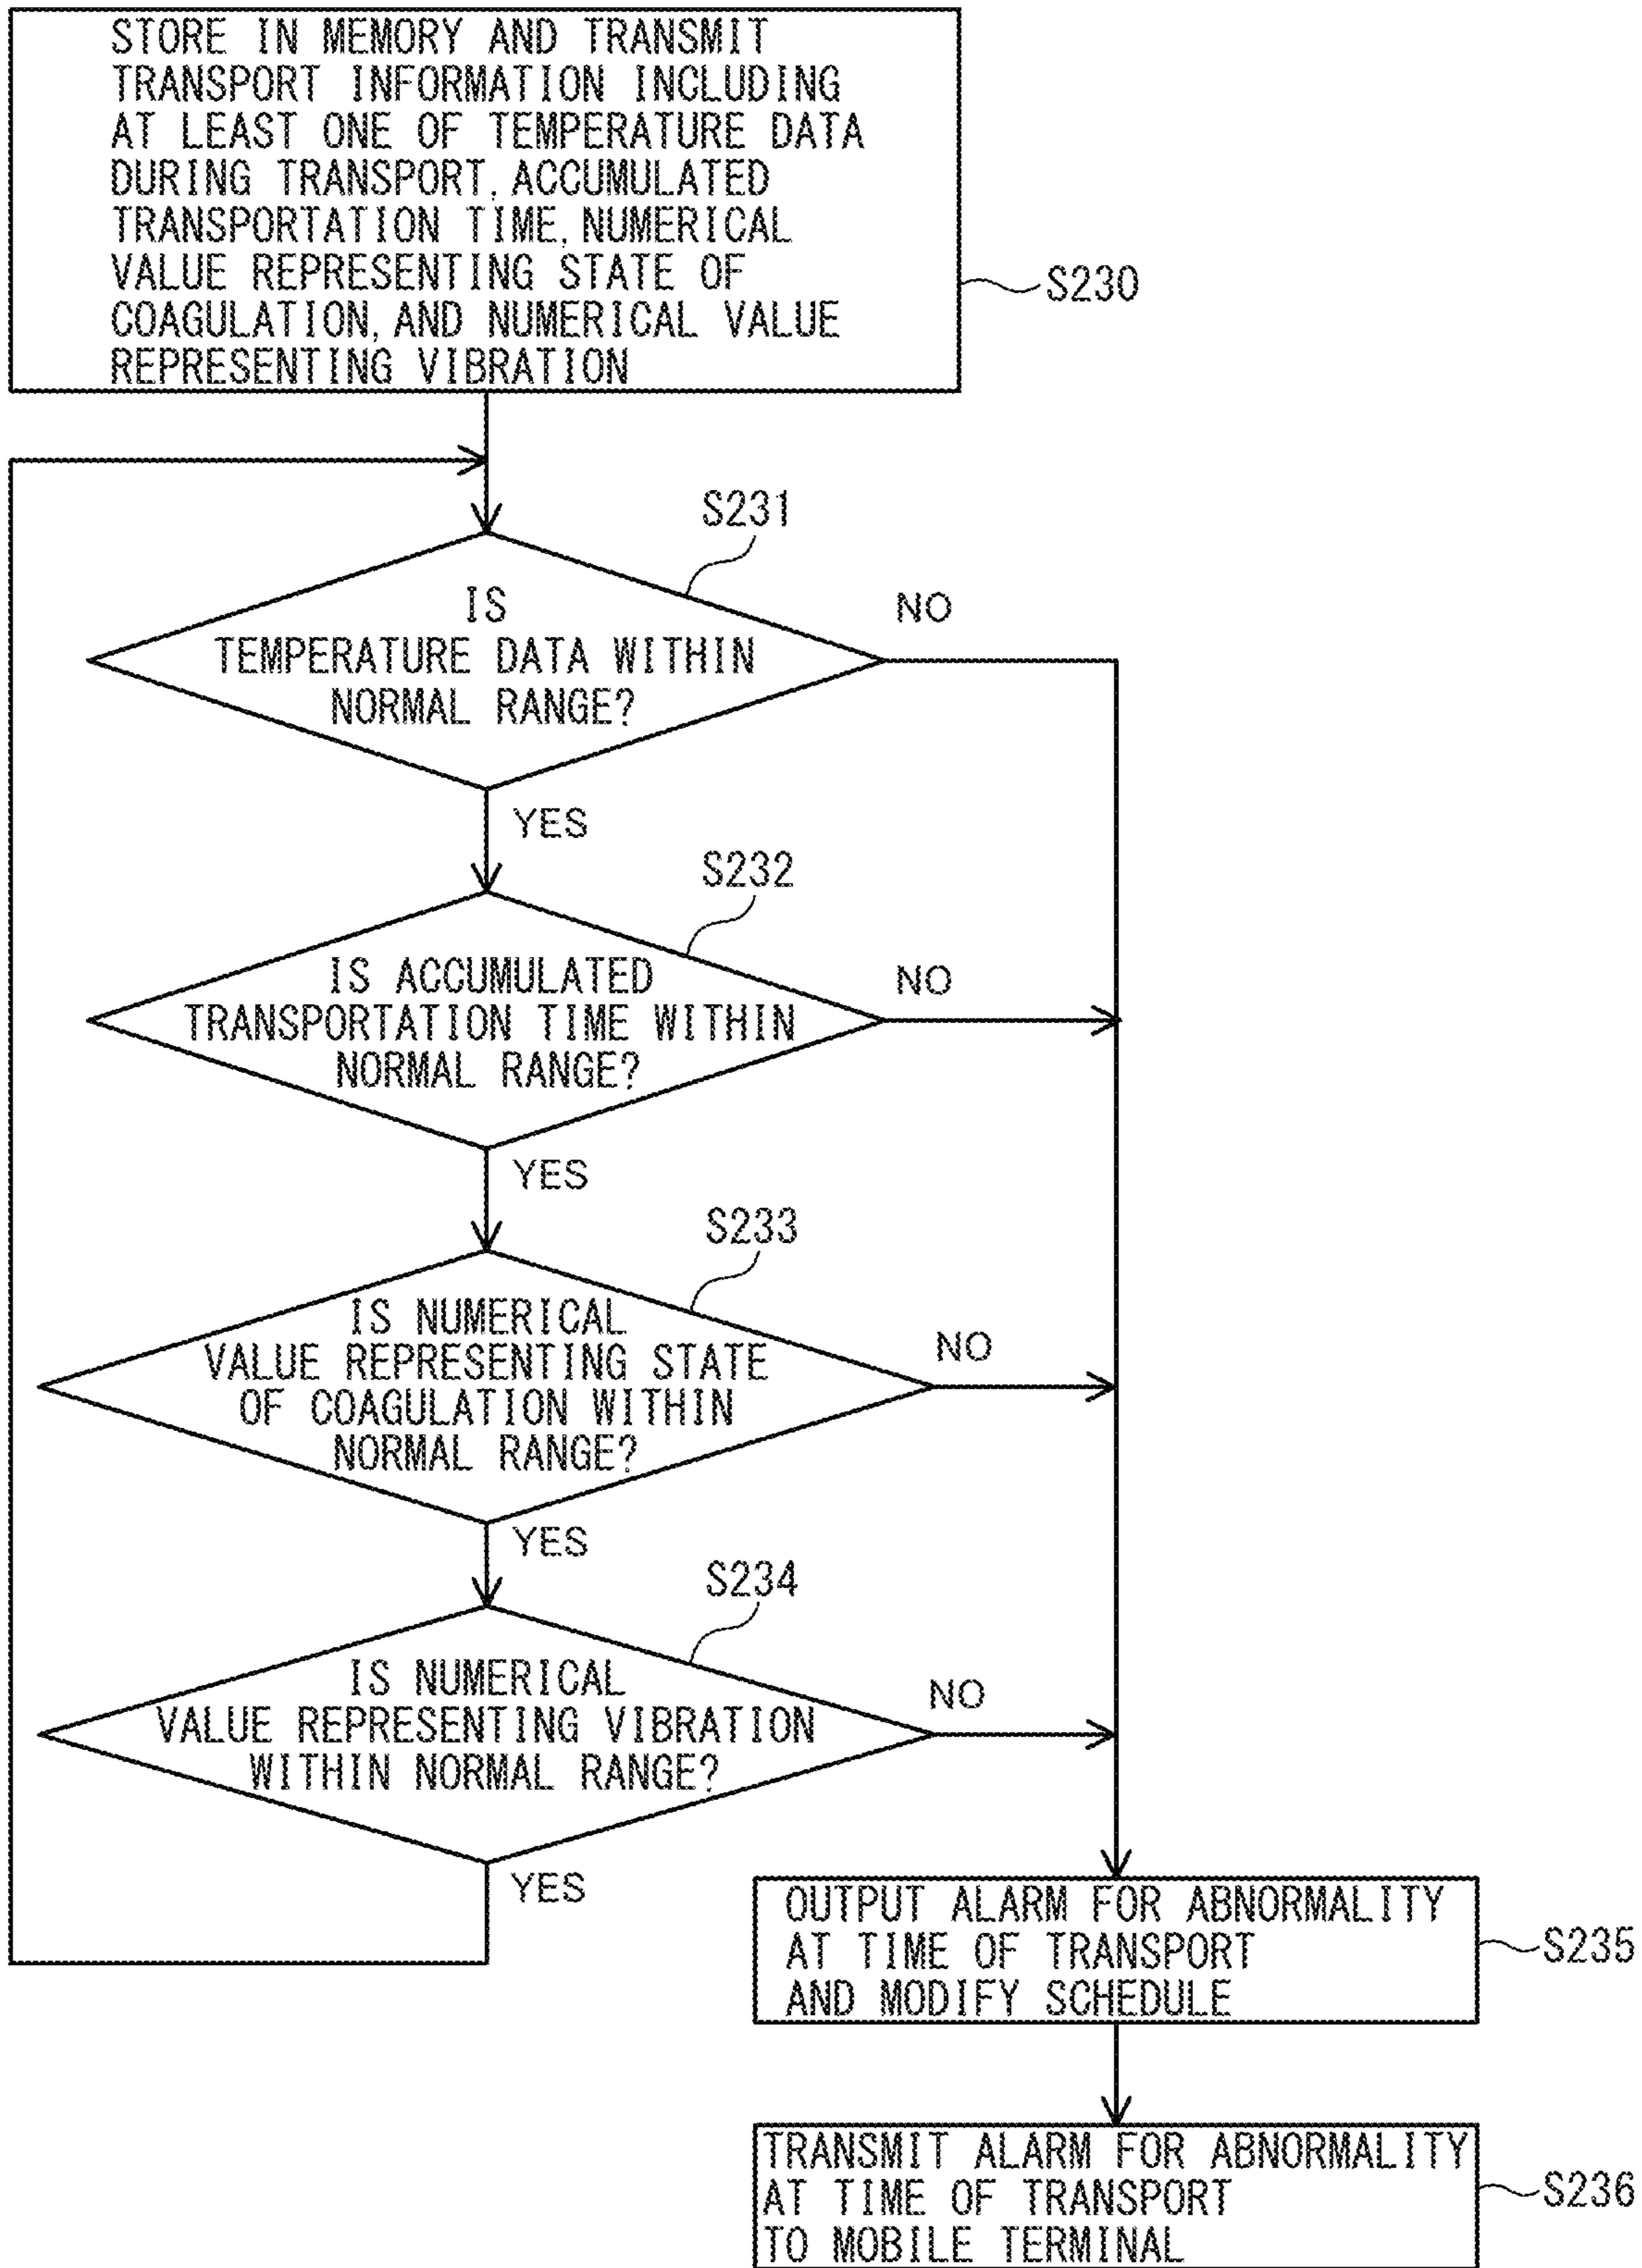 STORE IN MEMORY AND TRANSMIT
TRANSPORT INFORMATION INCLUDING
AT LEAST ONE OF TEMPERATURE DATA
DURING TRANSPORT, ACCUMULATED
TRANSPORTATION TIME, NUMERICAL
VALUE REPRESENTING STATE OF
COAGULATION, AND NUMERICAL VALUE
REPRESENTING VIBRATION
S230
S231
IS
TEMPERATURE DATA WITHIN
NORMAL RANGE?
NO
YES
S232
IS ACCUMULATED
TRANSPORTATION TIME WITHIN
NORMAL RANGE?
NO
YES
S233
IS NUMERICAL
VALUE REPRESENTING STATE
OF COAGULATION WITHIN
NORMAL RANGE?
NO
YES
S234
IS NUMERICAL
VALUE REPRESENTING VIBRATION
WITHIN NORMAL RANGE?
NO
YES
OUTPUT ALARM FOR ABNORMALITY
AT TIME OF TRANSPORT
AND MODIFY SCHEDULE
S235
TRANSMIT ALARM FOR ABNORMALITY
AT TIME OF TRANSPORT
TO MOBILE TERMINAL
S236